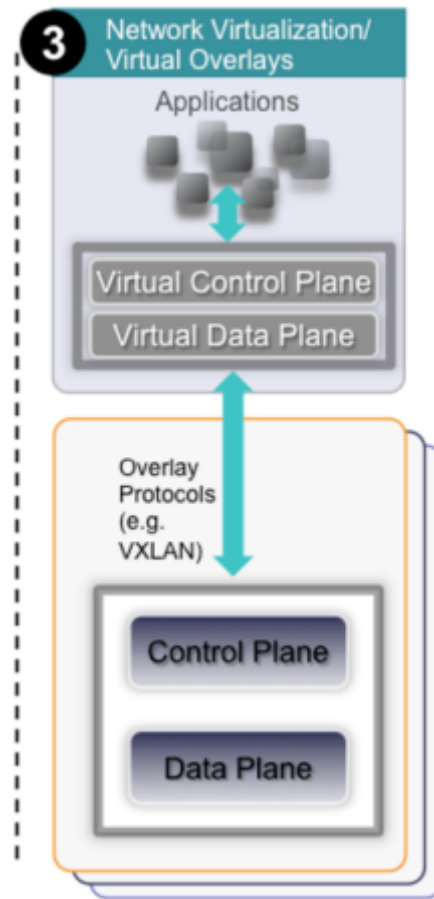 3
Network Virtualization/
Virtual Overlays
Applications
Virtual Control Plane
Virtual Data Plane
Overlay
Protocols
(e.g.
VXLAN)
Control Plane
Data Plane